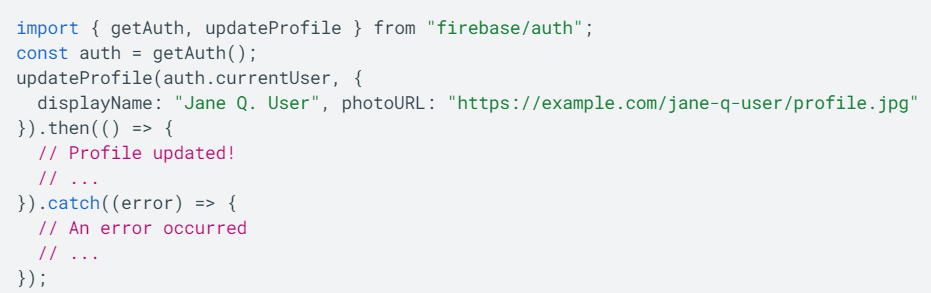 import { getAuth, updateProfile } from "firebase/auth";
const auth = getAuth();
updateProfile(auth.currentUser, {
  displayName: "Jane Q. User", photoURL: "https://example.com/jane-q-user/profile.jpg"
}).then(() => {
  // Profile updated!
  // ...
}).catch((error) => {
  // An error occurred
  // ...
});